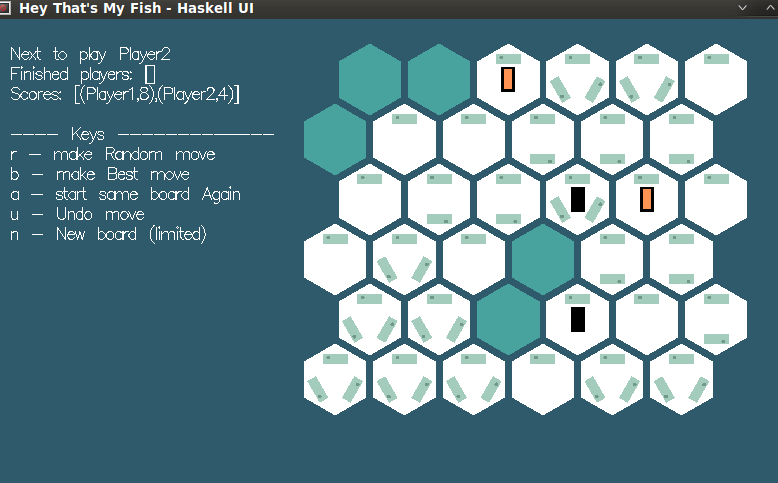 Hey That's My Fish - Haskell UI
Next to play Player2
Finished players: []
Scores: [(Player1,8),(Player2,4)]
---- Keys --------------
r - make Random move
b - make Best move
a - start same board Again
u - Undo move
n - New board (limited)